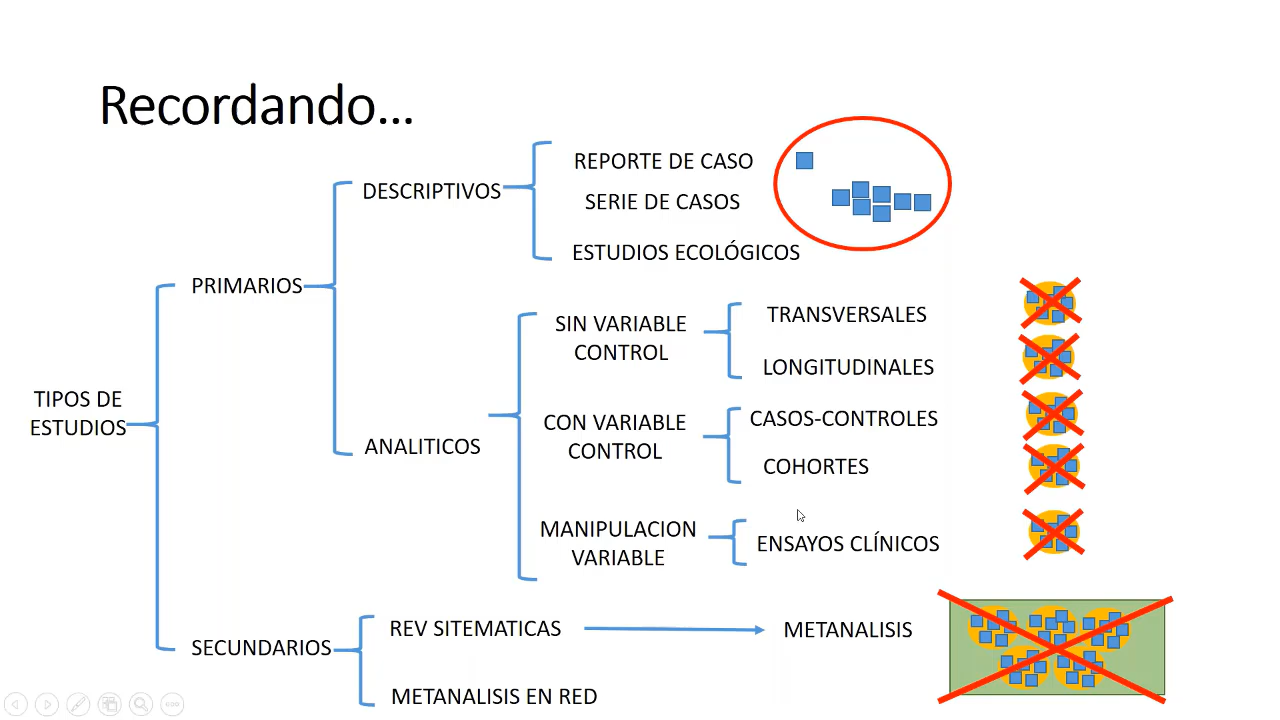 Recordando...
REPORTE DE CASO
DESCRIPTIVOS
SERIE DE CASOS
ESTUDIOS ECOLÓGICOS
PRIMARIOS
TRANSVERSALES
SIN VARIABLE
CONTROL
LONGITUDINALES
TIPOS DE
ESTUDIOS
ANALITICOS
CON VARIABLE
CONTROL
CASOS-CONTROLES
COHORTES
MANIPULACION
VARIABLE
ENSAYOS CLÍNICOS
SECUNDARIOS
REV SITEMATICAS
METANALISIS
METANALISIS EN RED